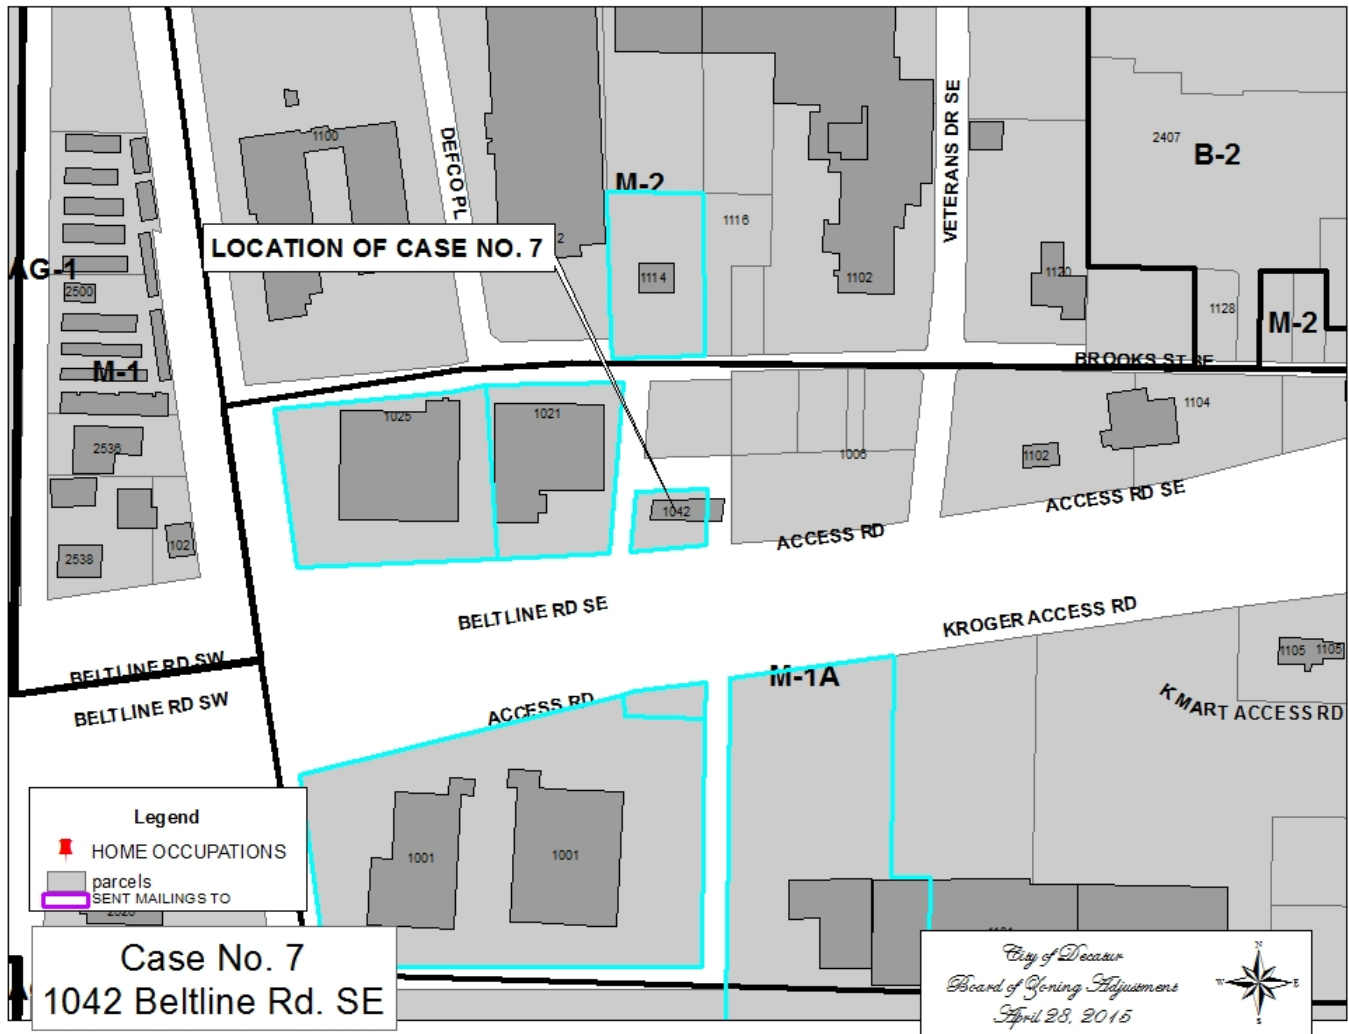 1100
DEFCO PL
VETERANS DR SE
2407
B-2
M-2
1116
LOCATION OF CASE NO. 7
2
1114
1102
1120
AG-1
2500
1128
M-2
M-1
BROOKS ST SE
1025
1021
1104
2536
1006
1102
1042
ACCESS RD SE
ACCESS RD
2538
102
BELTLINE RD SE
KROGER ACCESS RD
1105
1105
BELTLINE RD SW
M-1A
BELTLINE RD SW
ACCESS RD
K MART ACCESS RD
Legend
HOME OCCUPATIONS
parcels
SENT MAILINGS TO
1001
1001
Case No. 7
1042 Beltline Rd. SE
City of Decatur
Board of Zoning Adjustment
April 28, 2015
N
W
E
S